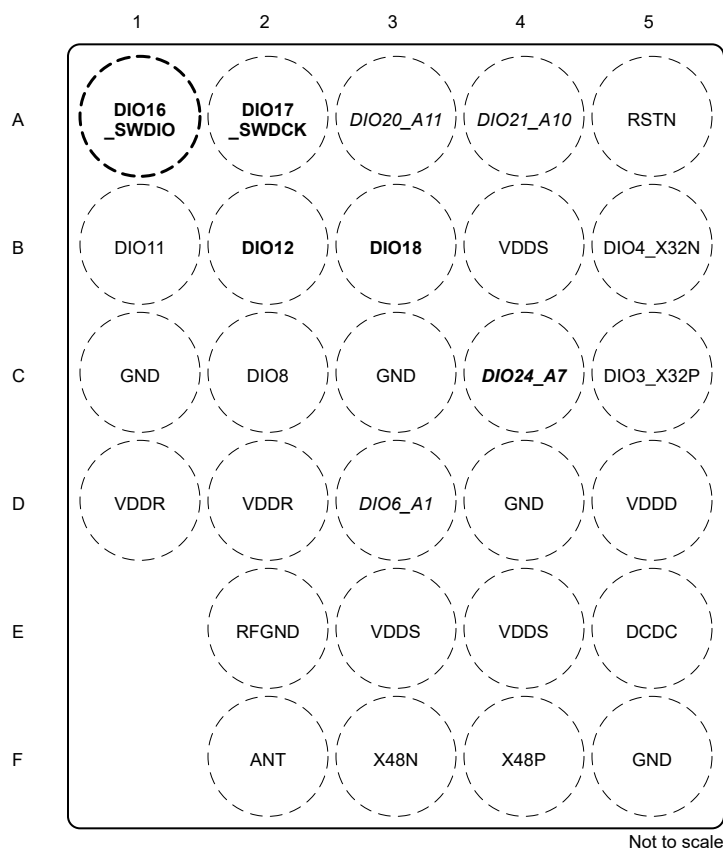 1 2 3 4 5
A
DIO16
_SWDIO
DIO17
_SWDCK
DIO20_A11
DIO21_A10
RSTN
B
DIO11
DIO12
DIO18
VDDS
DIO4_X32N
C
GND
DIO8
GND
DIO24_A7
DIO3_X32P
D
VDDR
VDDR
DIO6_A1
GND
VDDD
E
RFGND
VDDS
VDDS
DCDC
F
ANT
X48N
X48P
GND
Not to scale